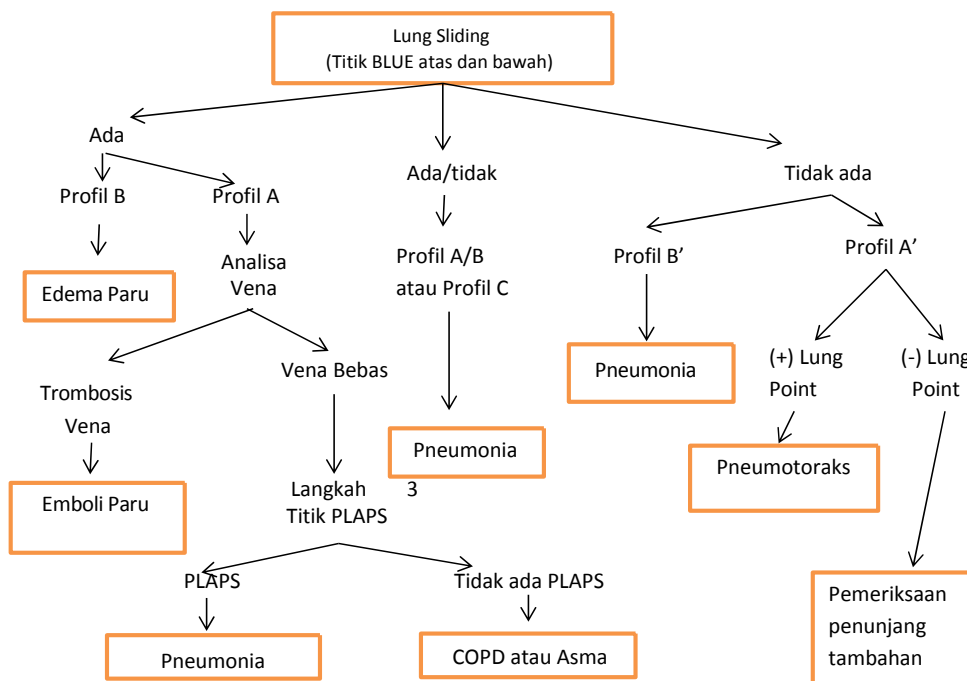 Lung Sliding
(Titik BLUE atas dan bawah)
Ada
Ada/tidak
Tidak ada
Profil B
Profil A
Profil A/B
atau Profil C
Profil B’
Profil A’
Edema Paru
Analisa
Vena
Trombosis
Vena
Vena Bebas
Pneumonia
Pneumonia
(+) Lung
Point
(-) Lung
Point
Emboli Paru
Langkah 3
Titik PLAPS
Pneumotoraks
PLAPS
Tidak ada PLAPS
Pneumonia
COPD atau Asma
Pemeriksaan
penunjang
tambahan